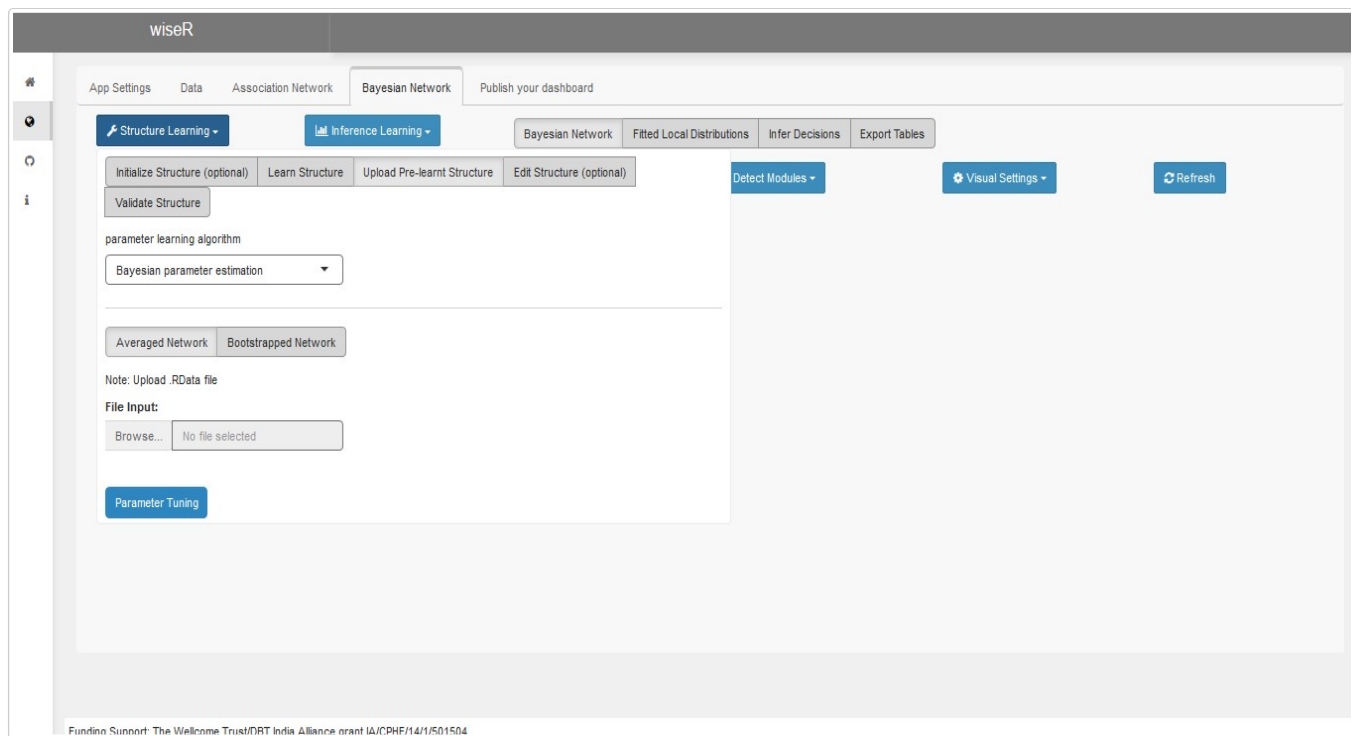 wiseR
App Settings Data Association Network Bayesian Network Publish your dashboard
Structure Learning Inference Learning Bayesian Network Fitted Local Distributions Infer Decisions Export Tables
Initialize Structure (optional) Learn Structure Upload Pre-learnt Structure Edit Structure (optional) Detect Modules Visual Settings Refresh
Validate Structure
parameter learning algorithm
Bayesian parameter estimation
Averaged Network Bootstrapped Network
Note: Upload .RData file
File Input:
Browse... No file selected
Parameter Tuning
Funding Support: The Wellcome Trust/DBT India Alliance grant IA/CPHE/14/1/501504